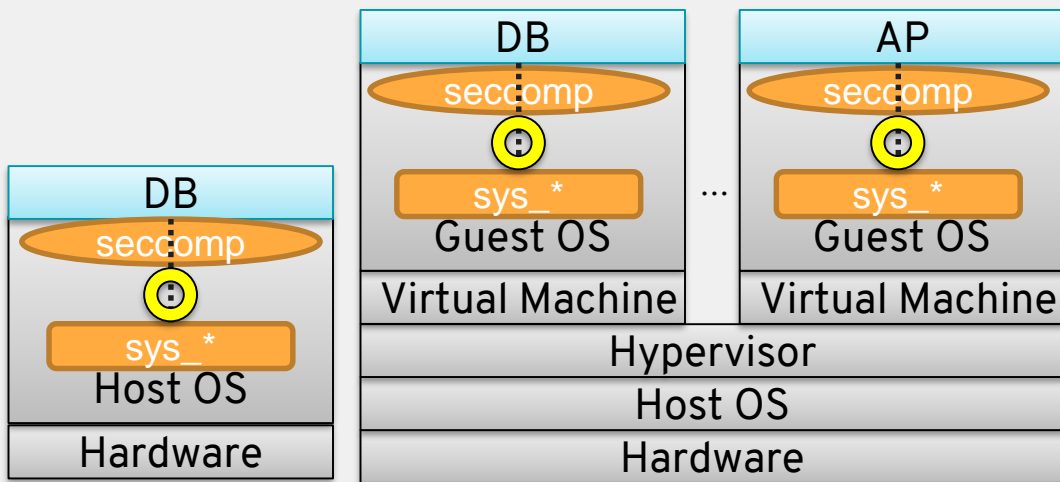 DB
seccomp
sys_*
Host OS
Hardware
DB
seccomp
sys_*
Guest OS
Virtual Machine
...
AP
seccomp
sys_*
Guest OS
Virtual Machine
Hypervisor
Host OS
Hardware